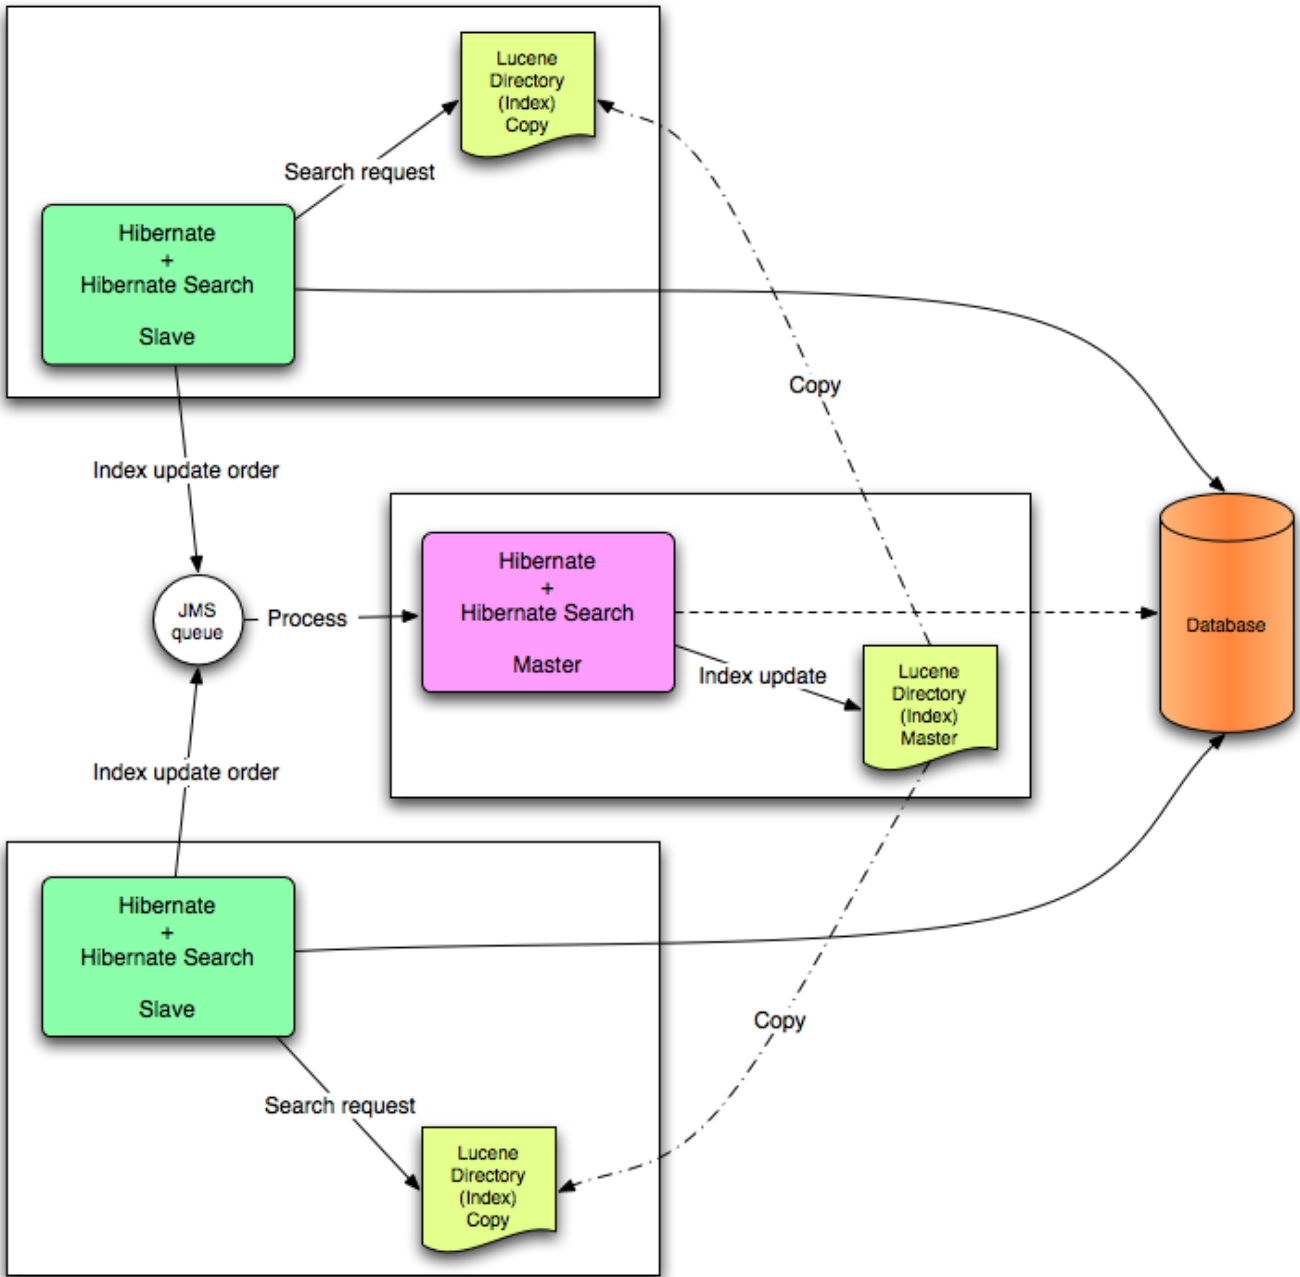 Lucene
Directory
(Index)
Copy
Search request
Hibernate
+
Hibernate Search
Slave
Copy
Index update order
Hibernate
+
Hibernate Search
Master
JMS
queue
Process
Database
Index update
Lucene
Directory
(Index)
Master
Index update order
Hibernate
+
Hibernate Search
Slave
Copy
Search request
Lucene
Directory
(Index)
Copy